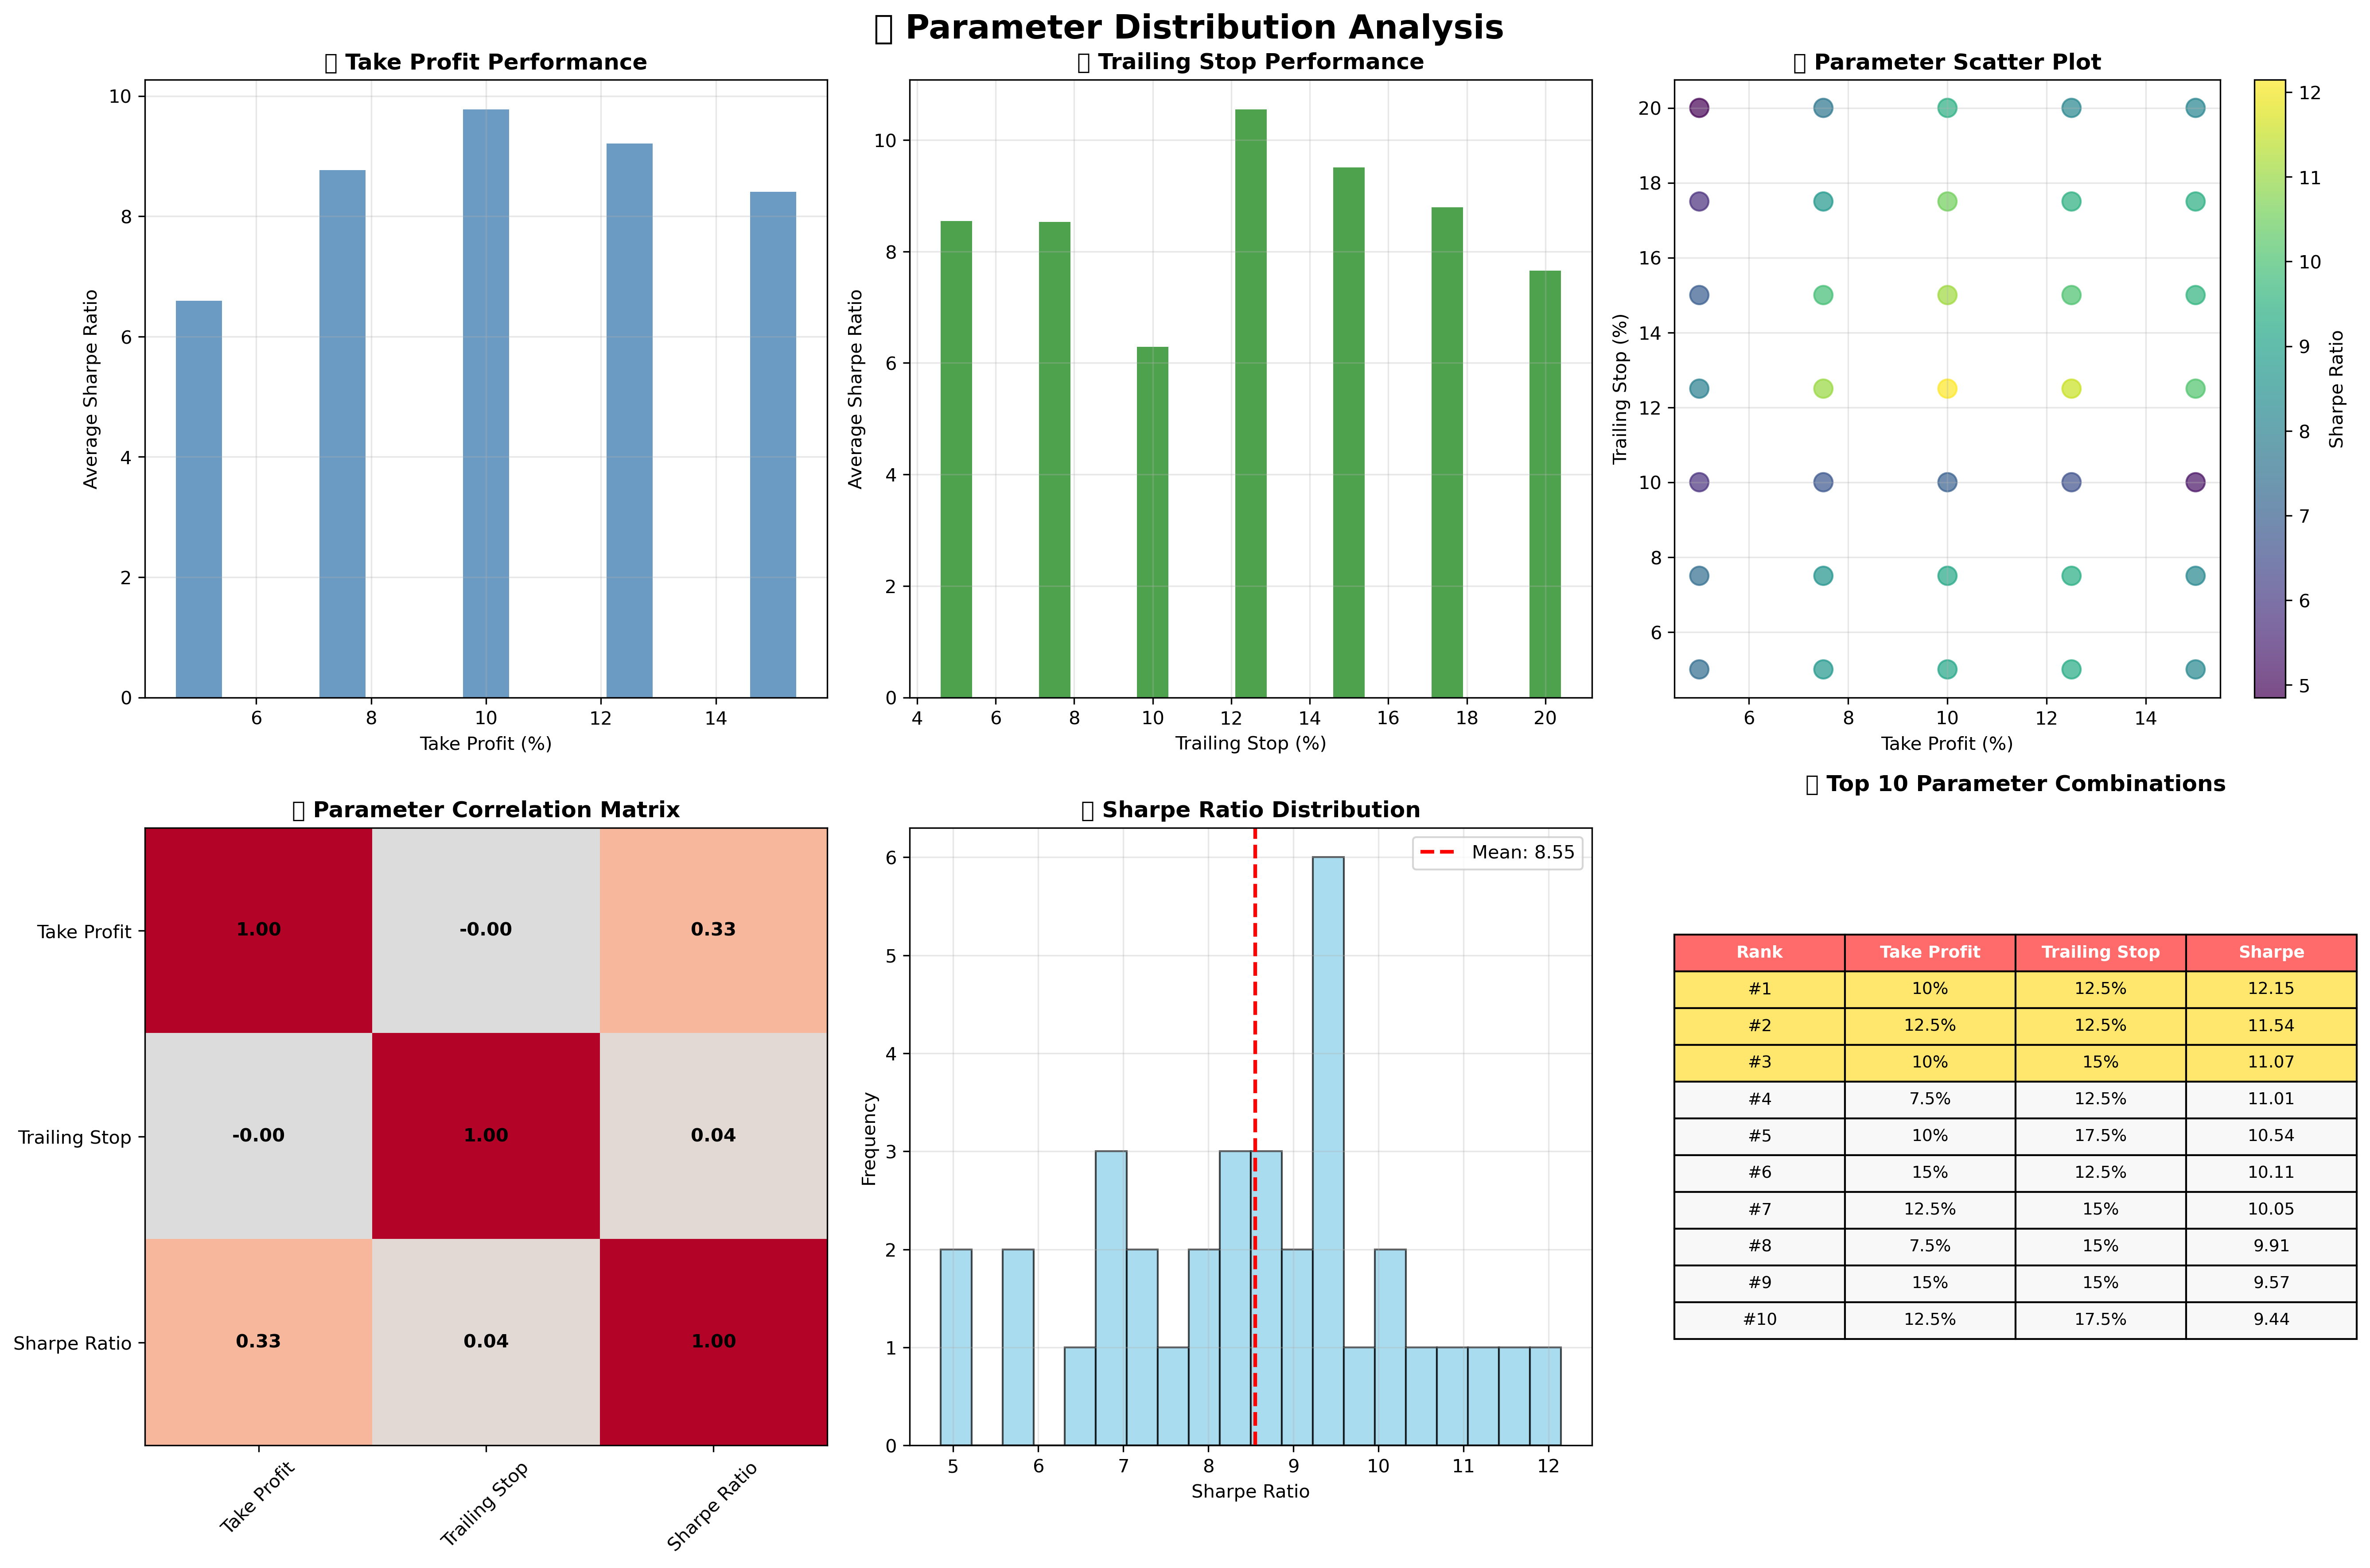 ▯ Parameter Distribution Analysis
▯ Take Profit Performance
Average Sharpe Ratio
10
8
6
4
2
0
6 8 10 12 14
Take Profit (%)
▯ Trailing Stop Performance
Average Sharpe Ratio
10
8
6
4
2
0
4 6 8 10 12 14 16 18 20
Trailing Stop (%)
▯ Parameter Scatter Plot
Trailing Stop (%)
20
18
16
14
12
10
8
6
6 8 10 12 14
Take Profit (%)
12
11
10
9
8
7
6
5
Sharpe Ratio
▯ Parameter Correlation Matrix
Take Profit 1.00 -0.00 0.33
Trailing Stop -0.00 1.00 0.04
Sharpe Ratio 0.33 0.04 1.00
Take Profit Trailing Stop Sharpe Ratio
▯ Sharpe Ratio Distribution
Mean: 8.55
Frequency
6
5
4
3
2
1
0
5 6 7 8 9 10 11 12
Sharpe Ratio
▯ Top 10 Parameter Combinations
Rank Take Profit Trailing Stop Sharpe
#1 10% 12.5% 12.15
#2 12.5% 12.5% 11.54
#3 10% 15% 11.07
#4 7.5% 12.5% 11.01
#5 10% 17.5% 10.54
#6 15% 12.5% 10.11
#7 12.5% 15% 10.05
#8 7.5% 15% 9.91
#9 15% 15% 9.57
#10 12.5% 17.5% 9.44